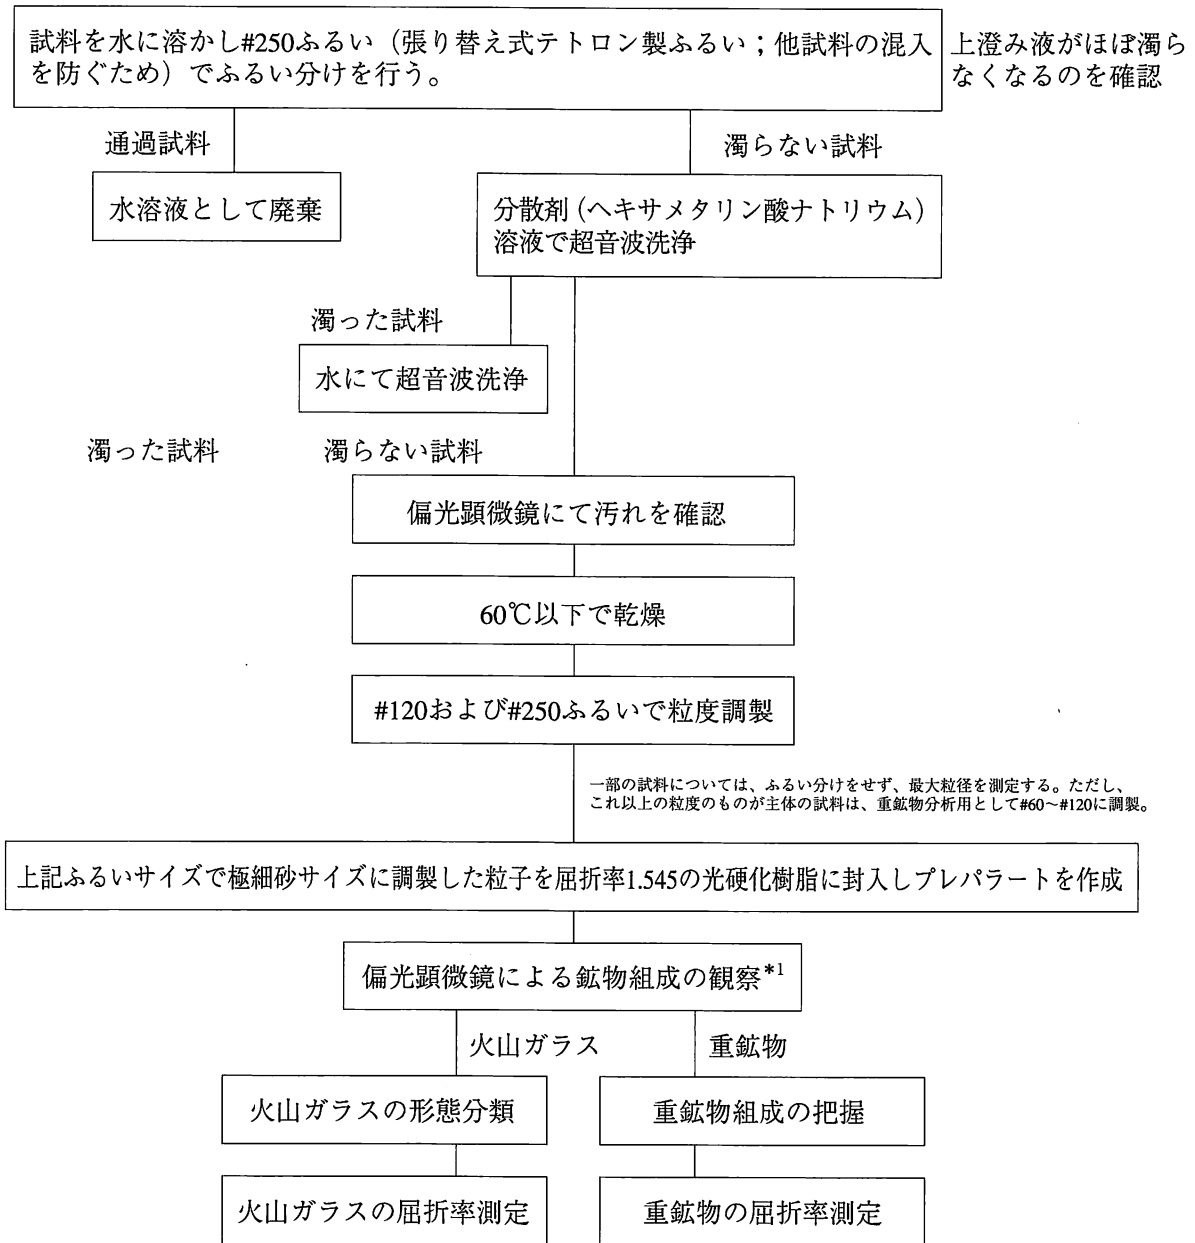 試料を水に溶かし#250ふるい（張り替え式テトロン製ふるい；他試料の混入
を防ぐため）でふるい分けを行う。
上澄み液がほぼ濁ら
なくなるのを確認
通過試料
濁らない試料
水溶液として廃棄
分散剤（ヘキサメタリン酸ナトリウム）
溶液で超音波洗浄
濁った試料
水にて超音波洗浄
濁った試料
濁らない試料
偏光顕微鏡にて汚れを確認
60℃以下で乾燥
#120および#250ふるいで粒度調製
一部の試料については、ふるい分けをせず、最大粒径を測定する。ただし、
これ以上の粒度のものが主体の試料は、重鉱物分析用として#60～#120に調製。
上記ふるいサイズで極細砂サイズに調製した粒子を屈折率1.545の光硬化樹脂に封入しプレパラートを作成
偏光顕微鏡による鉱物組成の観察*1
火山ガラス
重鉱物
火山ガラスの形態分類
重鉱物組成の把握
火山ガラスの屈折率測定
重鉱物の屈折率測定